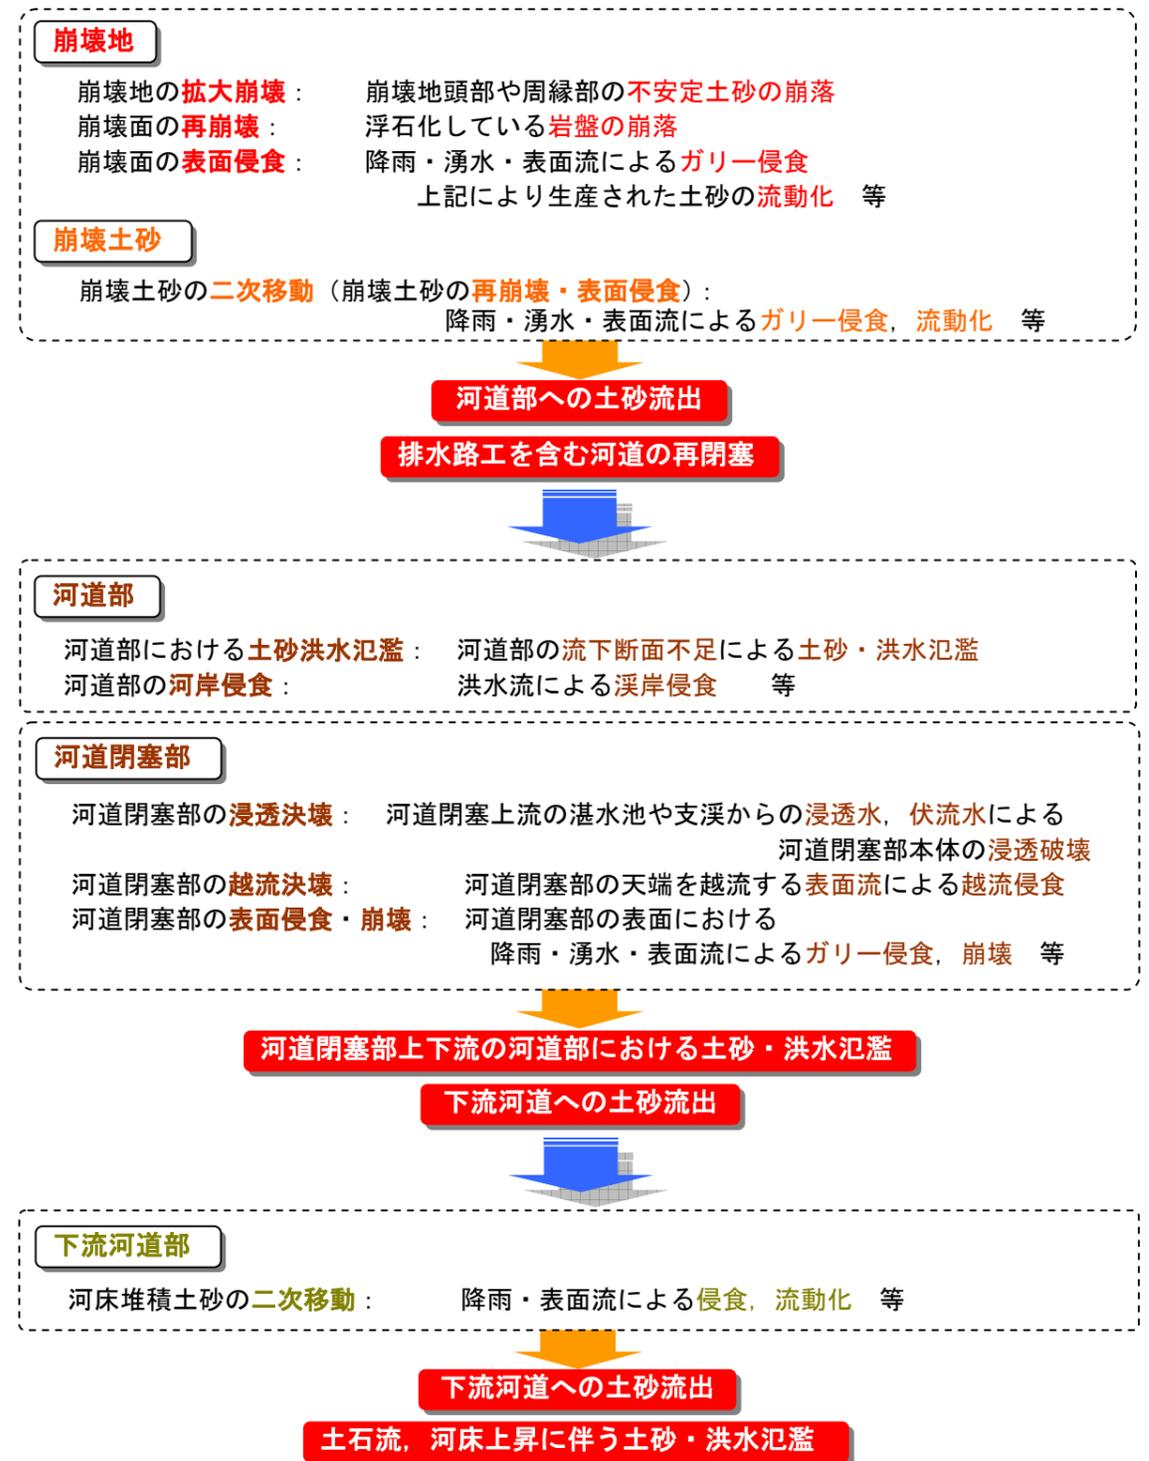 崩壊地
崩壊地の拡大崩壊： 崩壊地頭部や周縁部の不安定土砂の崩落
崩壊面の再崩壊： 浮石化している岩盤の崩落
崩壊面の表面侵食： 降雨・湧水・表面流によるガリー侵食
上記により生産された土砂の流動化 等
崩壊土砂
崩壊土砂の二次移動（崩壊土砂の再崩壊・表面侵食）：
降雨・湧水・表面流によるガリー侵食，流動化 等
河道部への土砂流出
排水路工を含む河道の再閉塞
河道部
河道部における土砂洪水氾濫： 河道部の流下断面不足による土砂・洪水氾濫
河道部の河岸侵食： 洪水流による渓岸侵食 等
河道閉塞部
河道閉塞部の浸透決壊： 河道閉塞上流の湛水池や支渓からの浸透水，伏流水による
河道閉塞部本体の浸透破壊
河道閉塞部の越流決壊： 河道閉塞部の天端を越流する表面流による越流侵食
河道閉塞部の表面侵食・崩壊： 河道閉塞部の表面における
降雨・湧水・表面流によるガリー侵食，崩壊 等
河道閉塞部上下流の河道部における土砂・洪水氾濫
下流河道への土砂流出
下流河道部
河床堆積土砂の二次移動： 降雨・表面流による侵食，流動化 等
下流河道への土砂流出
土石流，河床上昇に伴う土砂・洪水氾濫